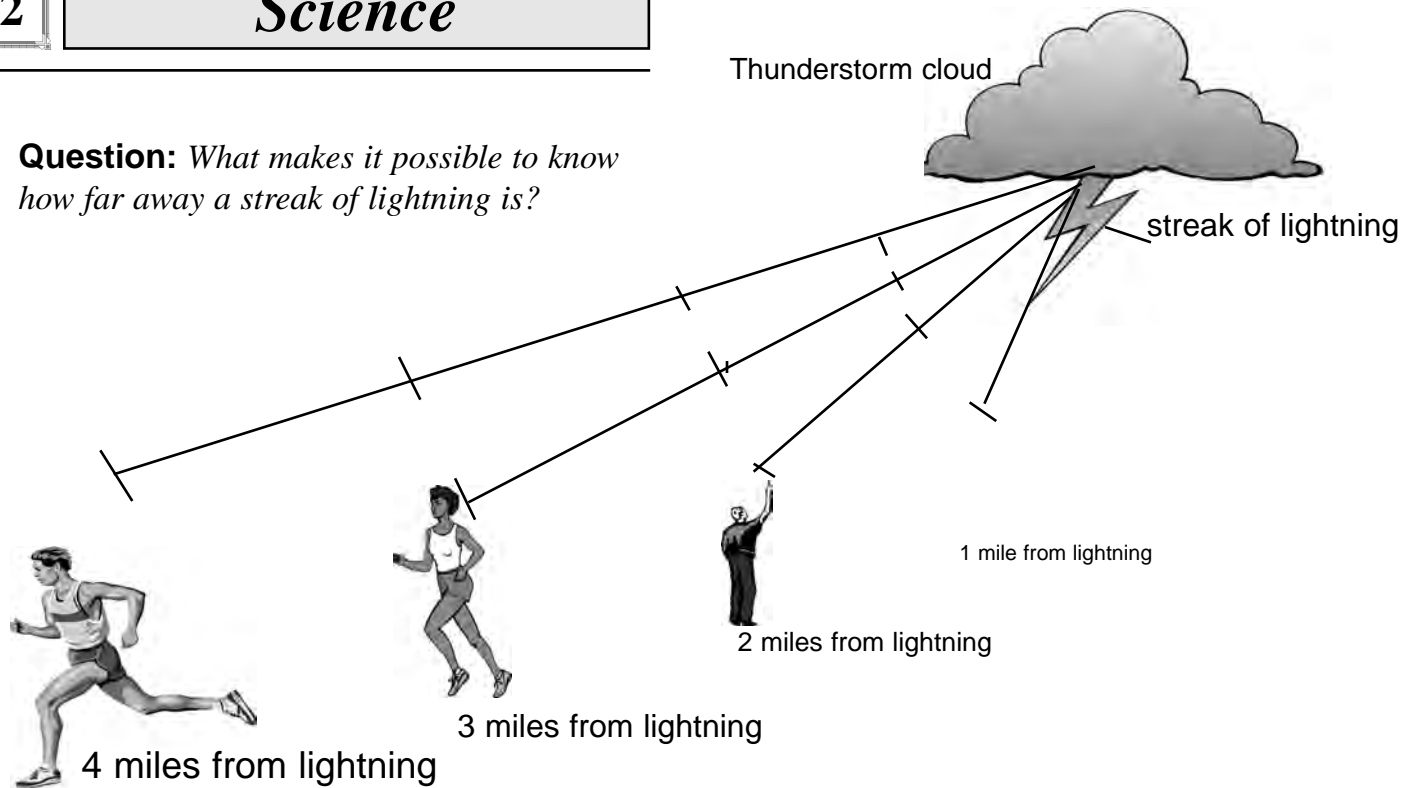 2
Science
Question: What makes it possible to know
how far away a streak of lightning is?
Thunderstorm cloud
streak of lightning
1 mile from lightning
2 miles from lightning
3 miles from lightning
4 miles from lightning